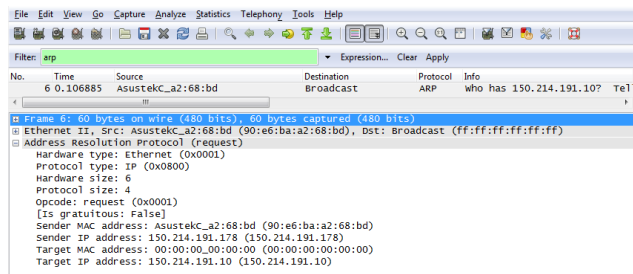 File Edit View Go Capture Analyze Statistics Telephony Tools Help
Filter: arp Expression... Clear Apply
No. Time Source Destination Protocol Info
6 0.106885 AsustekC_a2:68:bd Broadcast ARP who has 150.214.191.10? Tell
Frame 6: 60 bytes on wire (480 bits), 60 bytes captured (480 bits)
Ethernet II, Src: AsustekC_a2:68:bd (90:e6:ba:a2:68:bd), Dst: Broadcast (ff:ff:ff:ff:ff:ff)
Address Resolution Protocol (request)
Hardware type: Ethernet (0x0001)
Protocol type: IP (0x0800)
Hardware size: 6
Protocol size: 4
Opcode: request (0x0001)
[Is gratuitous: False]
Sender MAC address: AsustekC_a2:68:bd (90:e6:ba:a2:68:bd)
Sender IP address: 150.214.191.178 (150.214.191.178)
Target MAC address: 00:00:00_00:00:00 (00:00:00:00:00:00)
Target IP address: 150.214.191.10 (150.214.191.10)